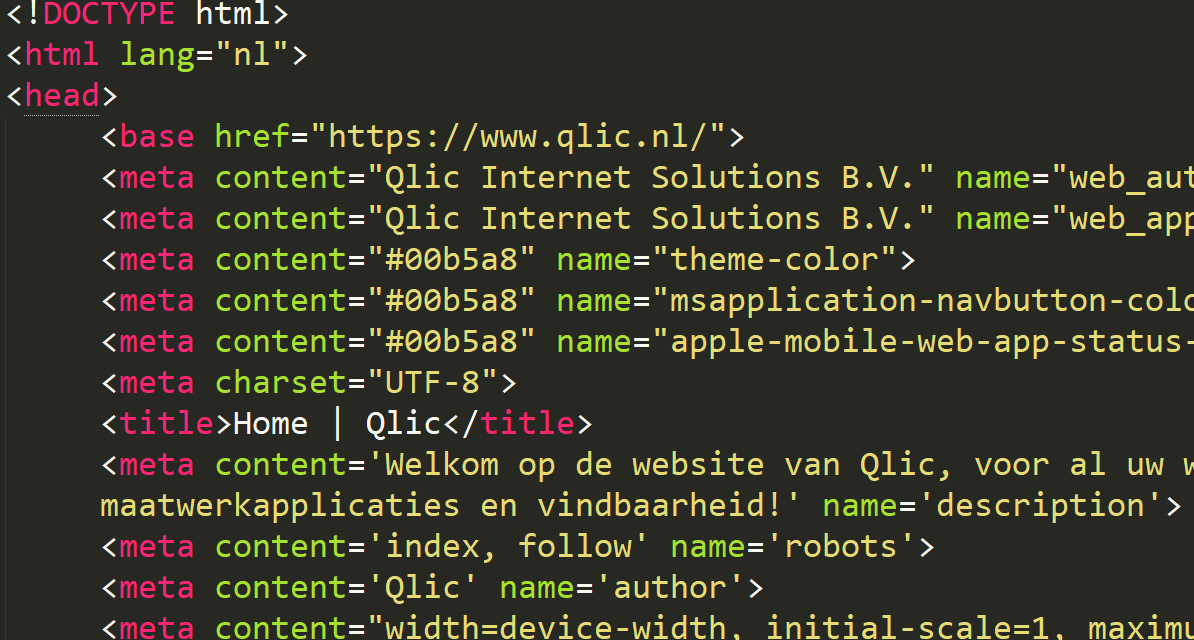 <!DOCTYPE html>
<html lang="nl">
<head>
<base href="https://www.qlic.nl/">
<meta content="Qlic Internet Solutions B.V." name="web_aut
<meta content="Qlic Internet Solutions B.V." name="web_app
<meta content="#00b5a8" name="theme-color">
<meta content="#00b5a8" name="msapplication-navbutton-colo
<meta content="#00b5a8" name="apple-mobile-web-app-status-
<meta charset="UTF-8">
<title>Home | Qlic</title>
<meta content='Welkom op de website van Qlic, voor al uw w
maatwerkapplicaties en vindbaarheid!' name='description'>
<meta content='index, follow' name='robots'>
<meta content='Qlic' name='author'>
<meta content="width=device-width, initial-scale=1, maximu